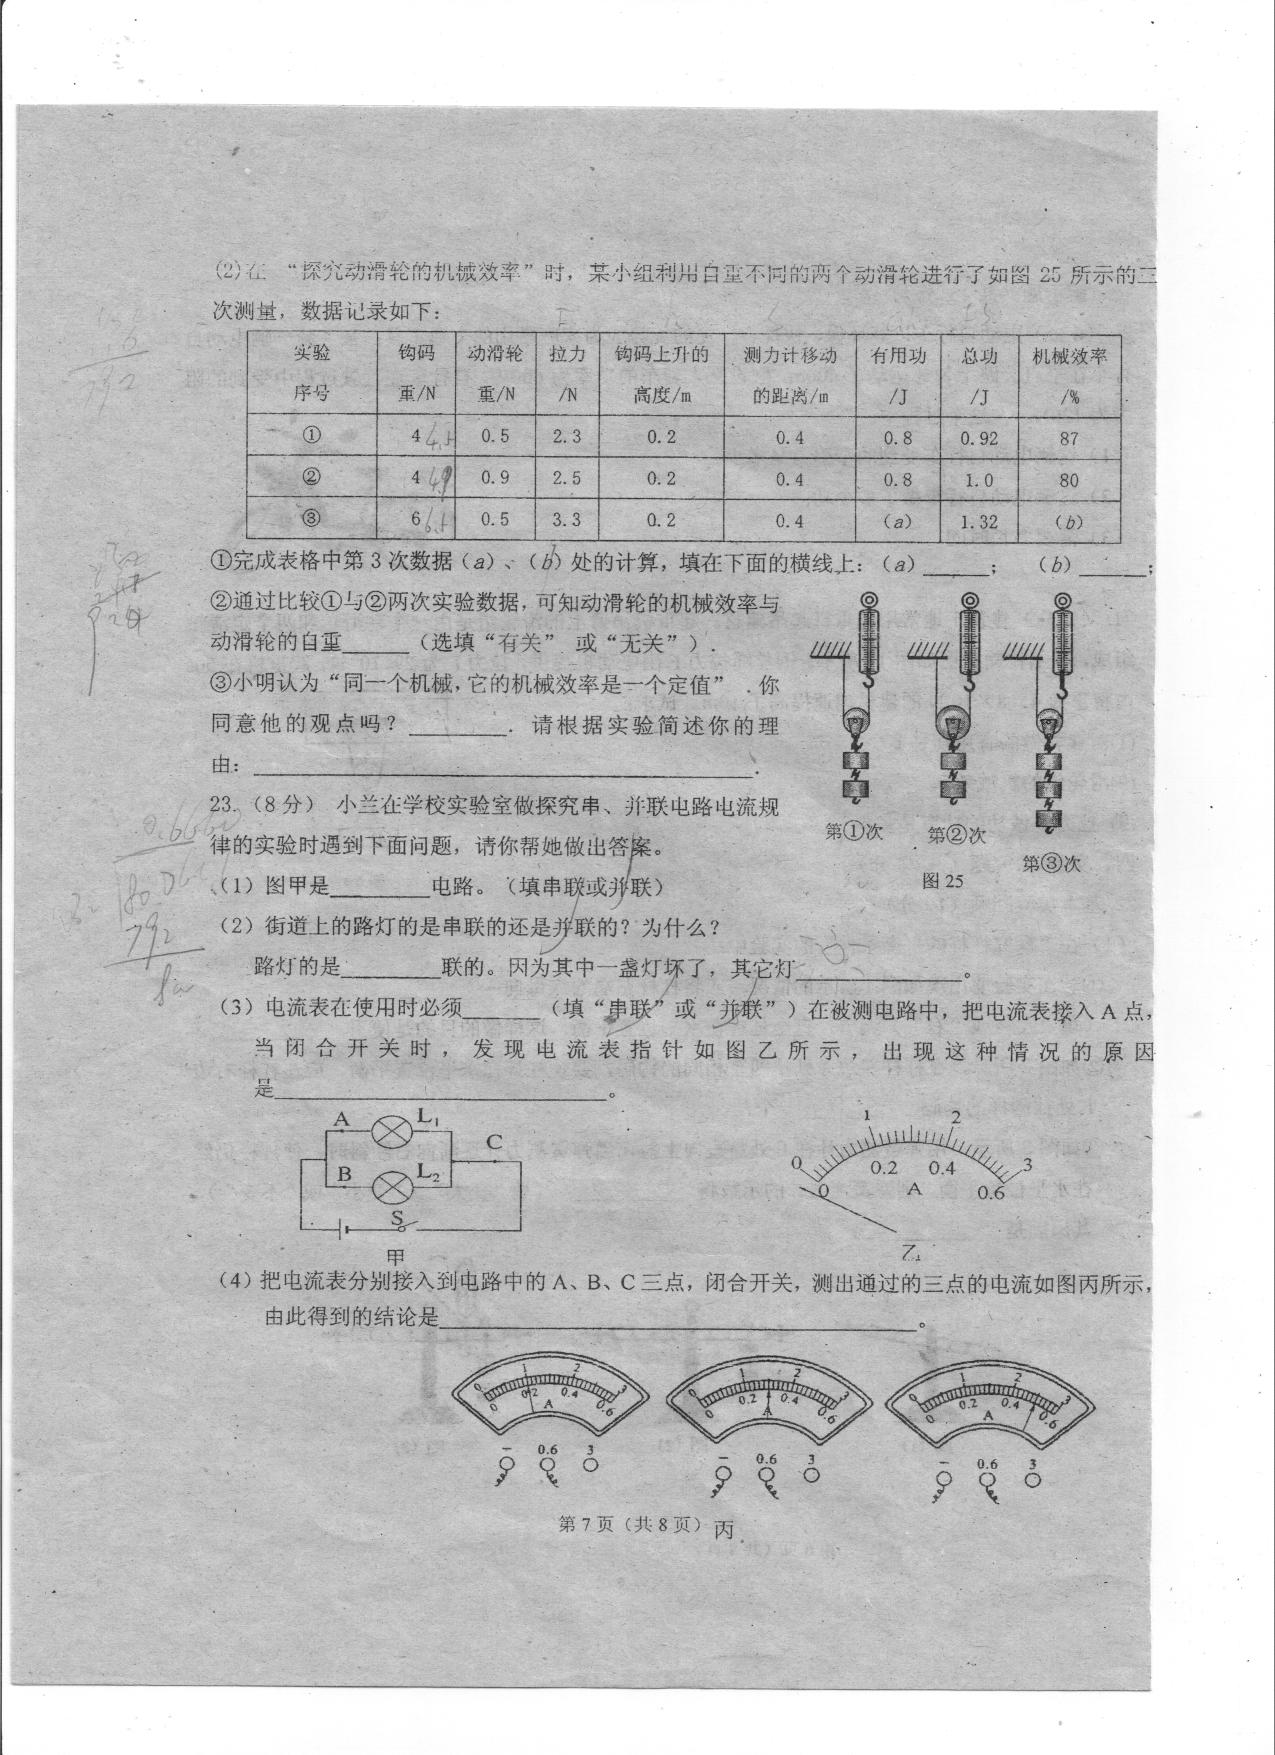 (2)在 “探究动滑轮的机械效率”时，某小组利用自重不同的两个动滑轮进行了如图 25 所示的三
次测量，数据记录如下:
实验序号 钩码重/N 动滑轮重/N 拉力/N 钩码上升的高度/m 测力计移动的距离/m 有用功/J 总功/J 机械效率/%
① 4 0.5 2.3 0.2 0.4 0.8 0.92 87
② 4 0.9 2.5 0.2 0.4 0.8 1.0 80
③ 6 0.5 3.3 0.2 0.4 (a) 1.32 (b)
①完成表格中第 3 次数据(a)、(b)处的计算，填在下面的横线上:(a)______; (b)______;
②通过比较①与②两次实验数据,可知动滑轮的机械效率与
动滑轮的自重______(选填“有关” 或“无关”).
③小明认为“同一个机械,它的机械效率是一个定值” .你
同意他的观点吗? ________. 请根据实验简述你的理
由: ________________________.
第①次
第②次
第③次
图 25
23.（8 分） 小兰在学校实验室做探究串、并联电路电流规
律的实验时遇到下面问题，请你帮她做出答案。
（1）图甲是________电路。（填串联或并联）
（2）街道上的路灯的是串联的还是并联的? 为什么?
路灯的是________联的。因为其中一盏灯坏了，其它灯____________。
（3）电流表在使用时必须______（填“串联”或“并联”）在被测电路中，把电流表接入 A 点，
当闭合开关时，发现电流表指针如图乙所示，出现这种情况的原因
是________________________。
A L1
B L2
C
S
甲
0 1 2 3
0 0.2 0.4 0.6
A
乙
（4）把电流表分别接入到电路中的 A、B、C 三点，闭合开关，测出通过的三点的电流如图丙所示，
由此得到的结论是________________________________。
0 1 2 3
0 0.2 0.4 0.6
A
− 0.6 3
0 1 2 3
0 0.2 0.4 0.6
A
− 0.6 3
0 1 2 3
0 0.2 0.4 0.6
A
− 0.6 3
第 7 页（共 8 页） 丙